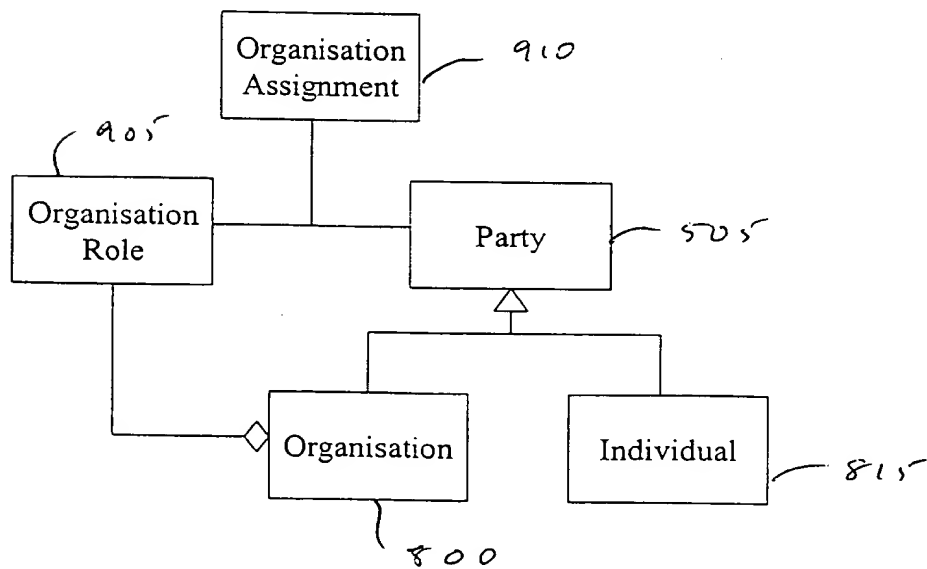 Organisation
Assignment
910
905
Organisation
Role
Party
505
Organisation
Individual
815
800